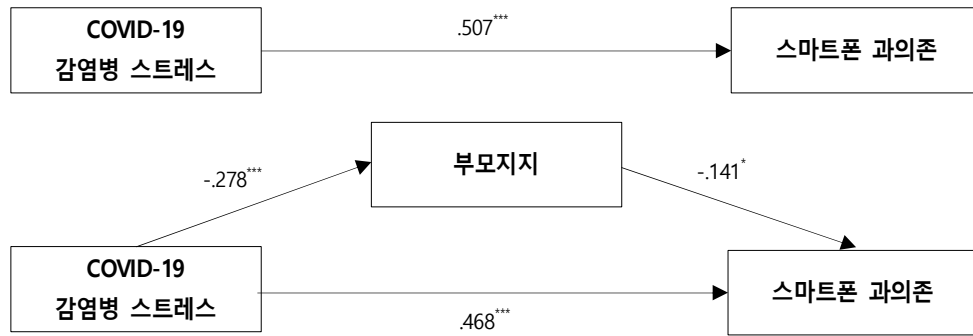 COVID-19
감염병 스트레스
.507***
스마트폰 과의존
부모지지
-.278***
-.141*
COVID-19
감염병 스트레스
스마트폰 과의존
.468***